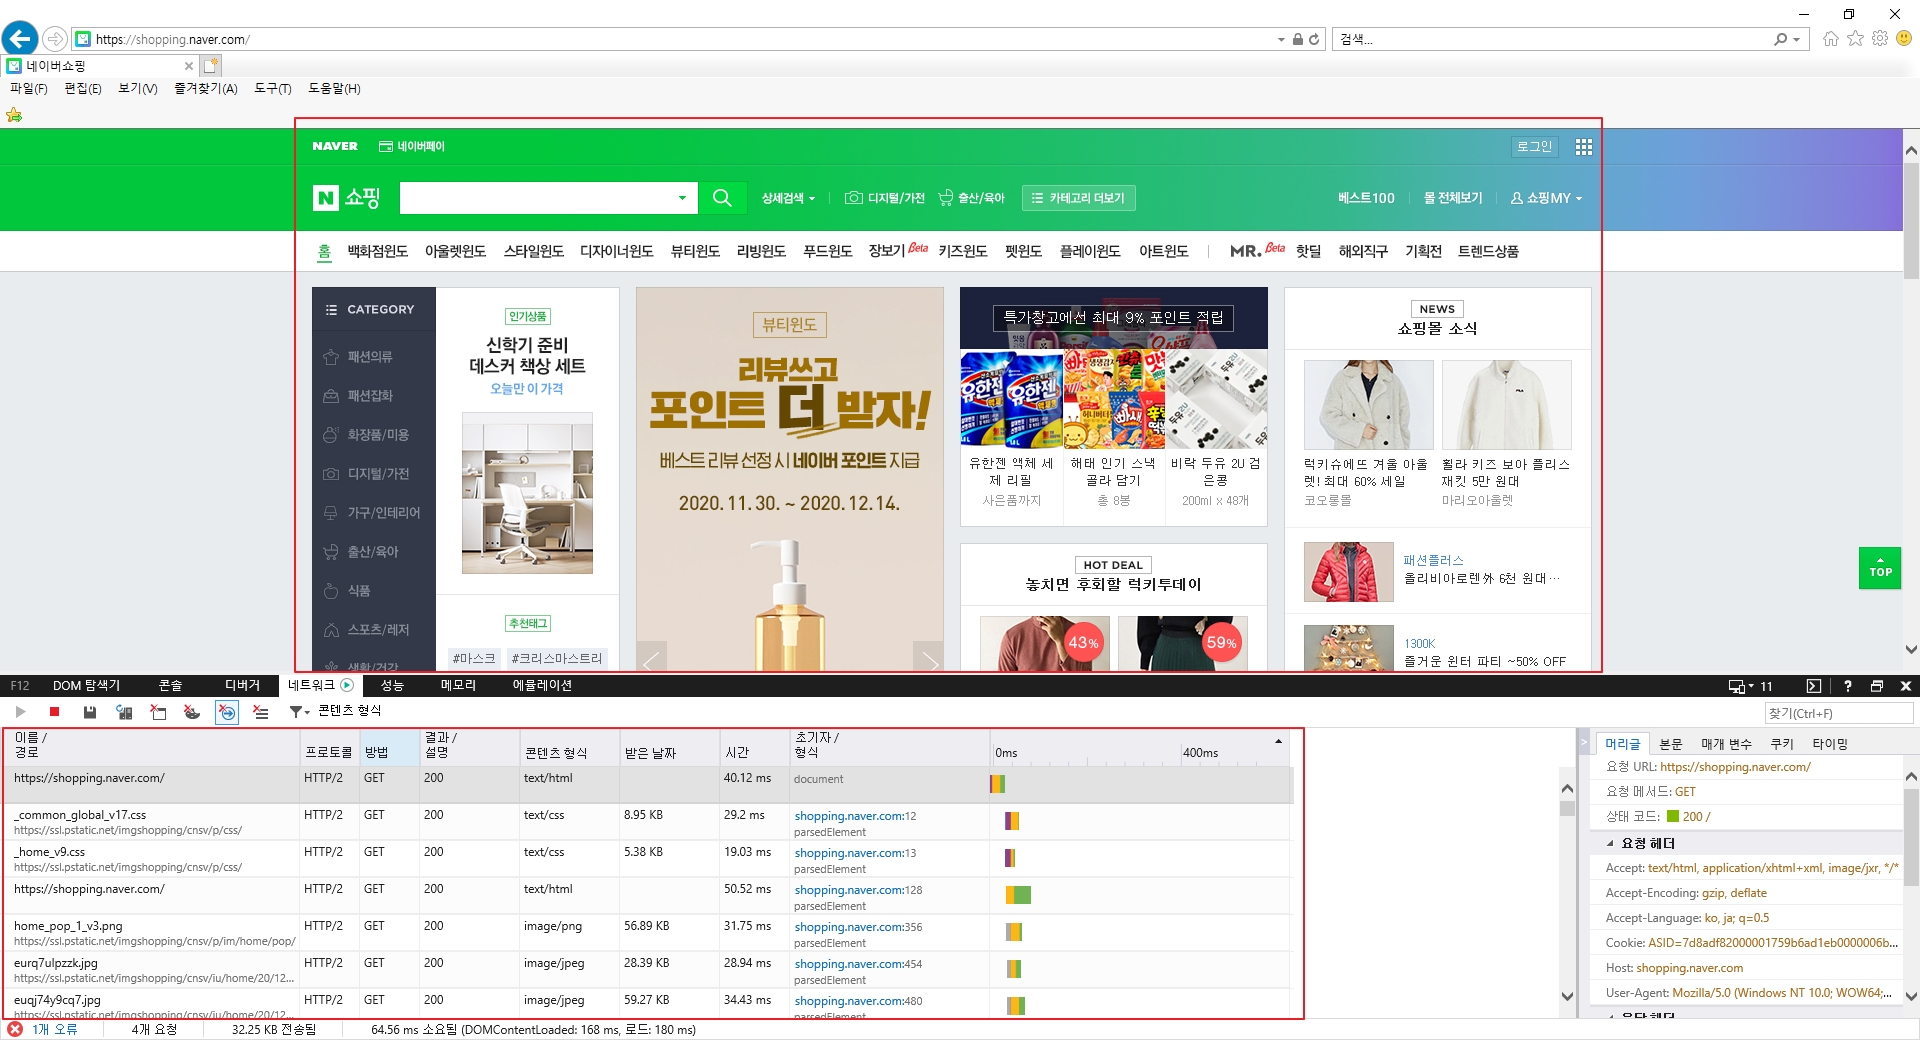 https://shopping.naver.com/
검색...
네이버쇼핑
파일(F) 편집(E) 보기(V) 즐겨찾기(A) 도구(T) 도움말(H)
NAVER 네이버페이 로그인
N 쇼핑 상세검색 디지털/가전 출산/육아 카테고리 더보기 베스트100 몰 전체보기 쇼핑MY
홈 백화점윈도 아울렛윈도 스타일윈도 디자이너윈도 뷰티윈도 리빙윈도 푸드윈도 장보기 Beta 키즈윈도 펫윈도 플레이윈도 아트윈도 MR. Beta 핫딜 해외직구 기획전 트렌드상품
CATEGORY
패션의류
패션잡화
화장품/미용
디지털/가전
가구/인테리어
출산/육아
식품
스포츠/레저
생활/건강
인기상품
신학기 준비
데스커 책상 세트
오늘만 이 가격
추천태그
#마스크 #크리스마스트리
뷰티윈도
리뷰쓰고
포인트 더 받자!
베스트 리뷰 선정 시 네이버 포인트 지급
2020. 11. 30. ~ 2020. 12. 14.
특가창고에선 최대 9% 포인트 적립
유한젠 액체 세
제 리필
사은품까지
해태 인기 스낵
골라 담기
총 8봉
비락 두유 2U 검
은콩
200ml x 48개
HOT DEAL
놓치면 후회할 럭키투데이
43%
59%
NEWS
쇼핑몰 소식
럭키슈에뜨 겨울 아울
렛! 최대 60% 세일
코오롱몰
휠라 키즈 보아 플리스
재킷 5만 원대
마리오아울렛
패션플러스
올리비아로렌外 6천 원대…
1300K
즐거운 윈터 파티 ~50% OFF
TOP
F12 DOM 탐색기 콘솔 디버거 네트워크 성능 메모리 에뮬레이션 11 ?
콘텐츠 형식
찾기(Ctrl+F)
이름 / 경로 프로토콜 방법 결과 / 설명 콘텐츠 형식 받은 날짜 시간 초기자 / 형식 0ms 400ms
https://shopping.naver.com/ HTTP/2 GET 200 text/html 40.12 ms document
_common_global_v17.css HTTP/2 GET 200 text/css 8.95 KB 29.2 ms shopping.naver.com:12
https://ssl.pstatic.net/imgshopping/cnsv/p/css/ parsedElement
_home_v9.css HTTP/2 GET 200 text/css 5.38 KB 19.03 ms shopping.naver.com:13
https://ssl.pstatic.net/imgshopping/cnsv/p/css/ parsedElement
https://shopping.naver.com/ HTTP/2 GET 200 text/html 50.52 ms shopping.naver.com:128
parsedElement
home_pop_1_v3.png HTTP/2 GET 200 image/png 56.89 KB 31.75 ms shopping.naver.com:356
https://ssl.pstatic.net/imgshopping/cnsv/p/im/home/pop/ parsedElement
eurq7ulpzzk.jpg HTTP/2 GET 200 image/jpeg 28.39 KB 28.94 ms shopping.naver.com:454
https://ssl.pstatic.net/imgshopping/cnsv/iu/home/20/12... parsedElement
euqj74y9cq7.jpg HTTP/2 GET 200 image/jpeg 59.27 KB 34.43 ms shopping.naver.com:480
https://ssl.pstatic.net/imgshopping/cnsv/iu/home/20/12... parsedElement
머리글 본문 매개 변수 쿠키 타이밍
요청 URL: https://shopping.naver.com/
요청 메서드: GET
상태 코드: 200 /
요청 헤더
Accept: text/html, application/xhtml+xml, image/jxr, */*
Accept-Encoding: gzip, deflate
Accept-Language: ko, ja; q=0.5
Cookie: ASID=7d8adf82000001759b6ad1eb0000006b...
Host: shopping.naver.com
User-Agent: Mozilla/5.0 (Windows NT 10.0; WOW64;...
응답 헤더
1개 오류 4개 요청 32.25 KB 전송됨 64.56 ms 소요됨 (DOMContentLoaded: 168 ms, 로드: 180 ms)